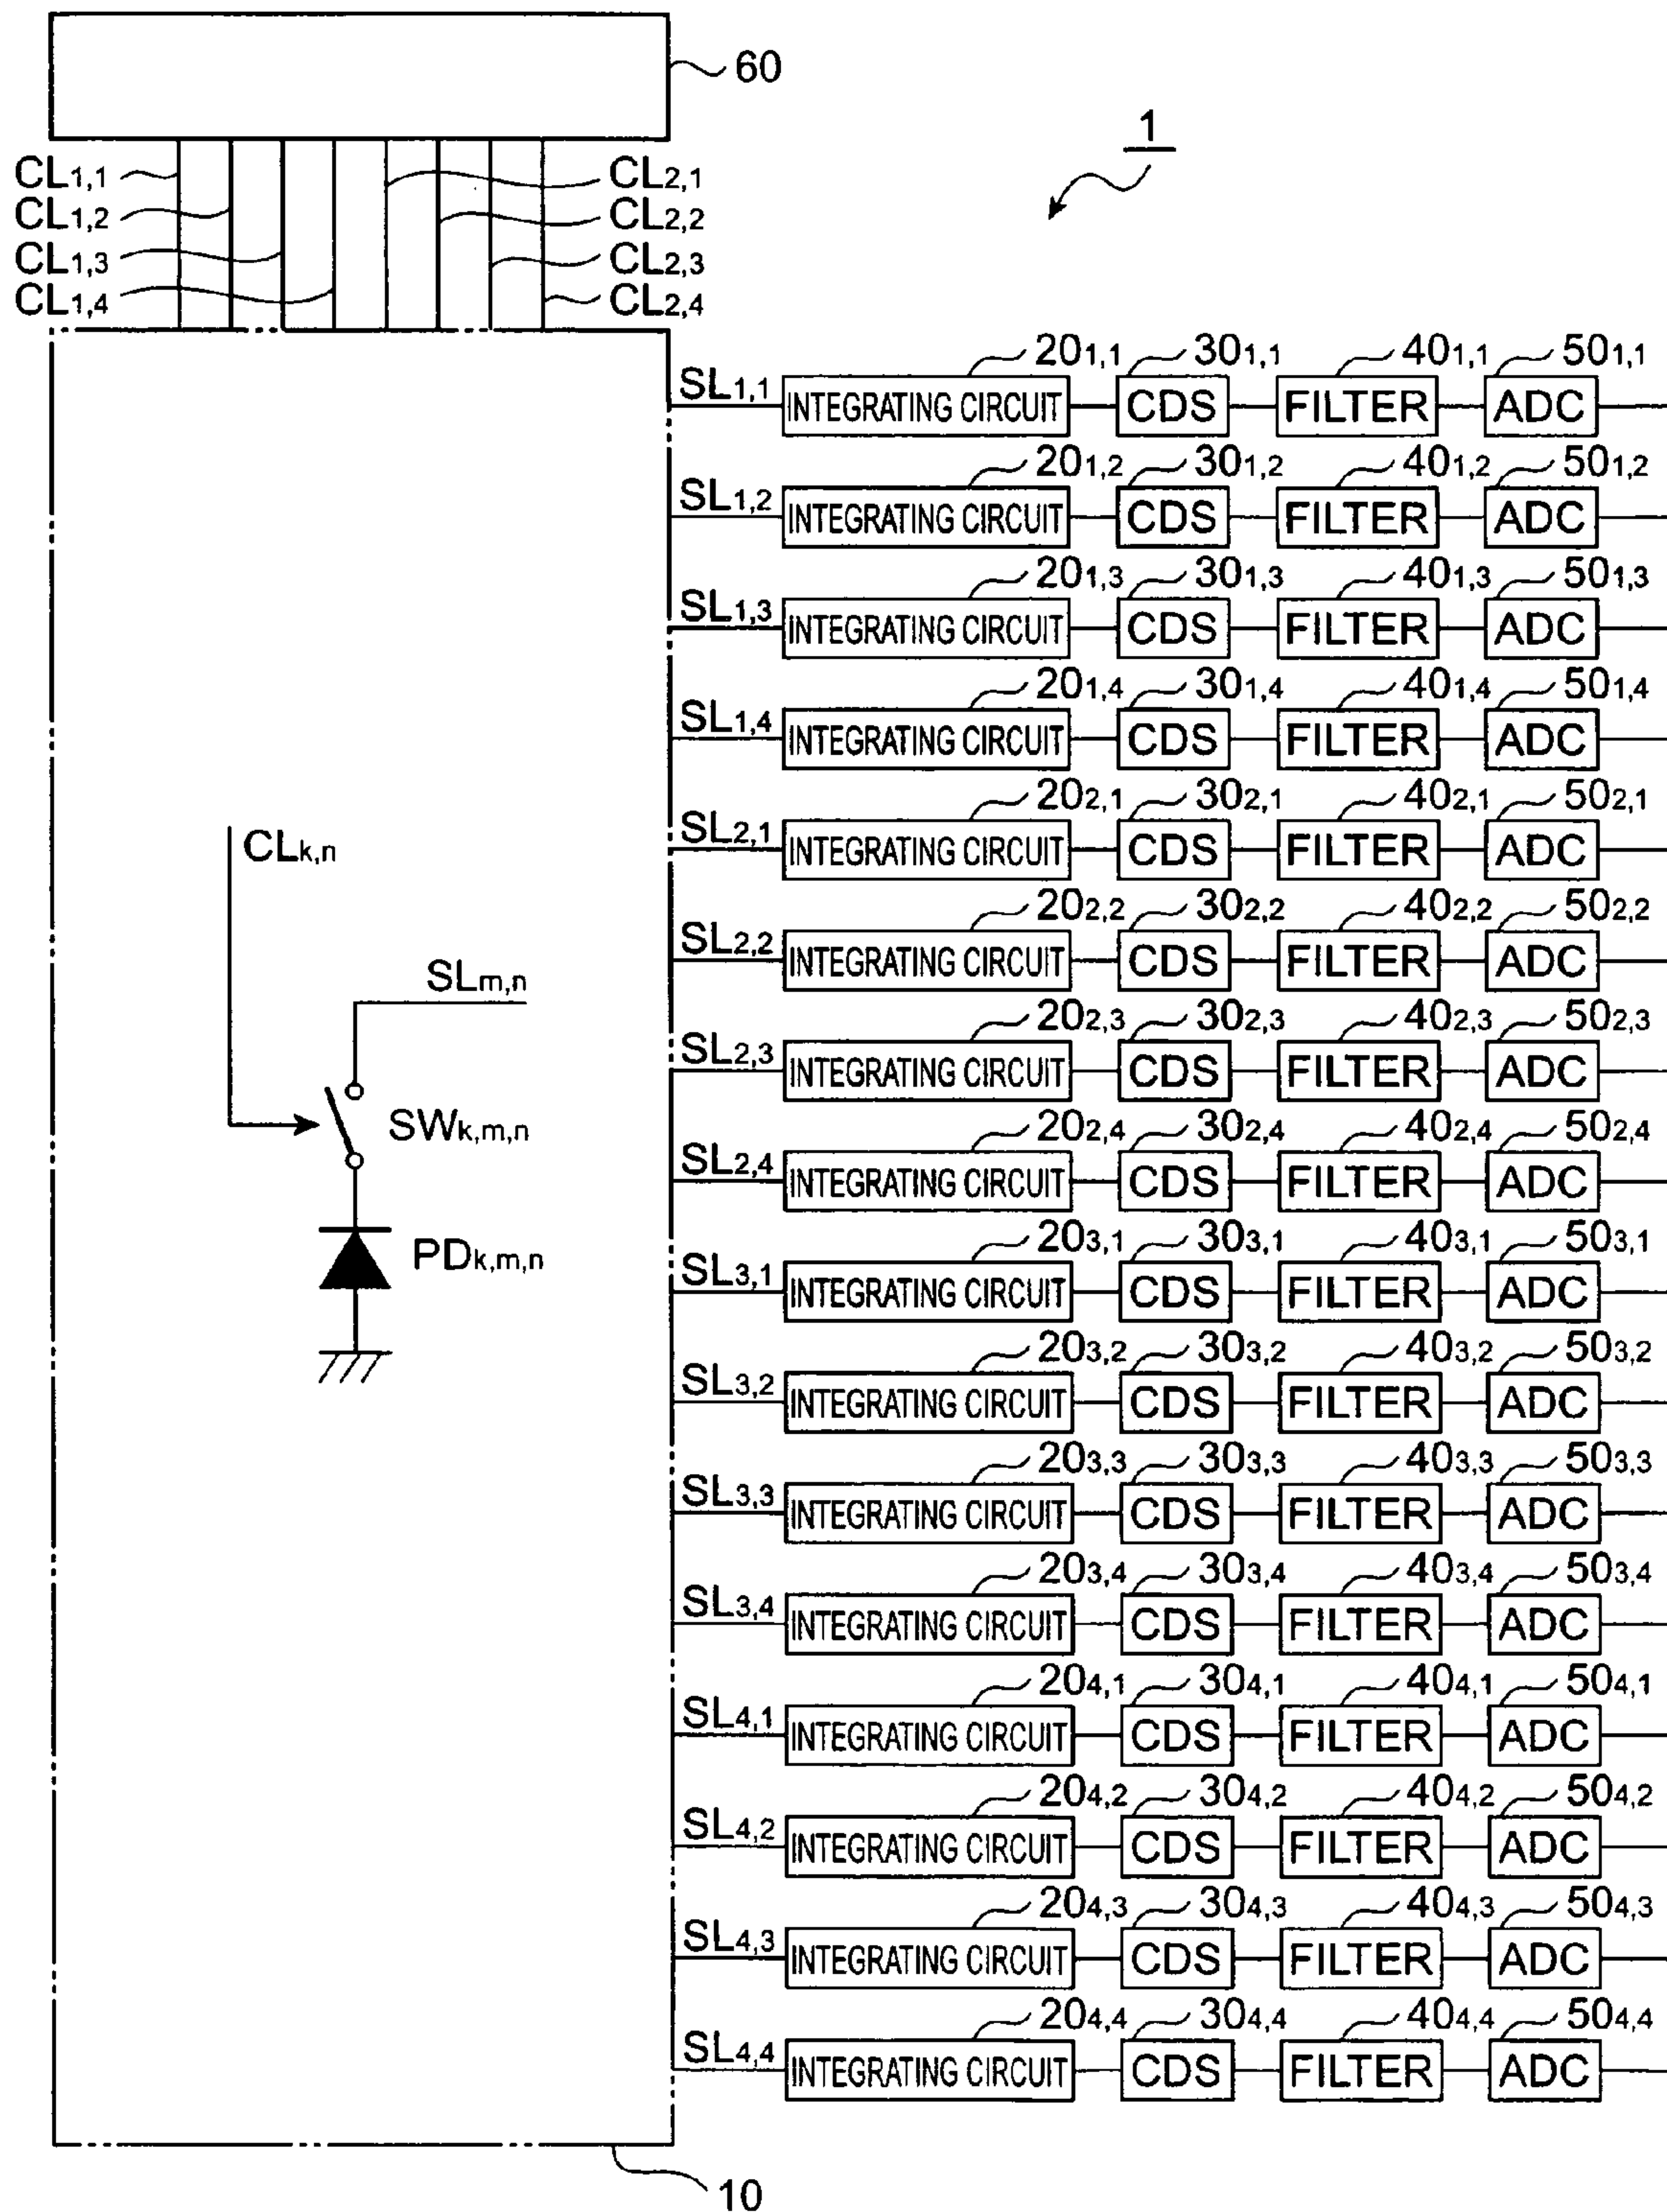 60
1
CL1,1
CL2,1
CL1,2
CL2,2
CL1,3
CL2,3
CL1,4
CL2,4
201,1 301,1 401,1 501,1
SL1,1 INTEGRATING CIRCUIT CDS FILTER ADC
201,2 301,2 401,2 501,2
SL1,2 INTEGRATING CIRCUIT CDS FILTER ADC
201,3 301,3 401,3 501,3
SL1,3 INTEGRATING CIRCUIT CDS FILTER ADC
201,4 301,4 401,4 501,4
SL1,4 INTEGRATING CIRCUIT CDS FILTER ADC
202,1 302,1 402,1 502,1
SL2,1 INTEGRATING CIRCUIT CDS FILTER ADC
CLk,n
202,2 302,2 402,2 502,2
SL2,2 INTEGRATING CIRCUIT CDS FILTER ADC
SLm,n
202,3 302,3 402,3 502,3
SL2,3 INTEGRATING CIRCUIT CDS FILTER ADC
SWk,m,n
202,4 302,4 402,4 502,4
SL2,4 INTEGRATING CIRCUIT CDS FILTER ADC
PDk,m,n
203,1 303,1 403,1 503,1
SL3,1 INTEGRATING CIRCUIT CDS FILTER ADC
203,2 303,2 403,2 503,2
SL3,2 INTEGRATING CIRCUIT CDS FILTER ADC
203,3 303,3 403,3 503,3
SL3,3 INTEGRATING CIRCUIT CDS FILTER ADC
203,4 303,4 403,4 503,4
SL3,4 INTEGRATING CIRCUIT CDS FILTER ADC
204,1 304,1 404,1 504,1
SL4,1 INTEGRATING CIRCUIT CDS FILTER ADC
204,2 304,2 404,2 504,2
SL4,2 INTEGRATING CIRCUIT CDS FILTER ADC
204,3 304,3 404,3 504,3
SL4,3 INTEGRATING CIRCUIT CDS FILTER ADC
204,4 304,4 404,4 504,4
SL4,4 INTEGRATING CIRCUIT CDS FILTER ADC
10